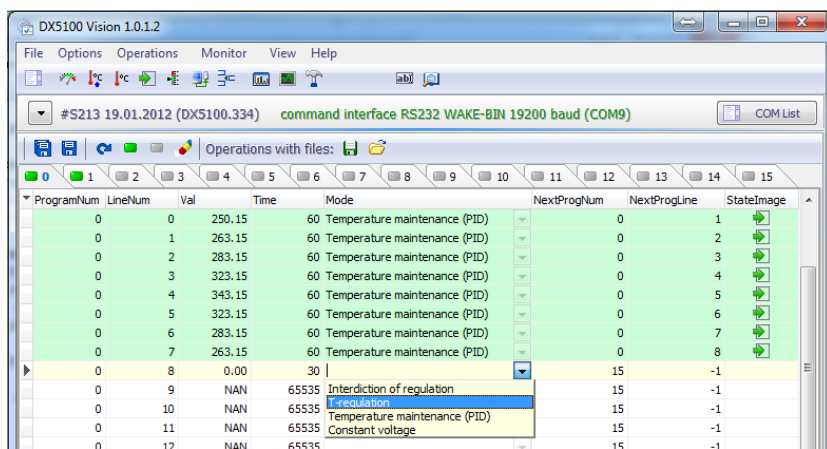 DX5100 Vision 1.0.1.2
File Options Operations Monitor View Help
#S213 19.01.2012 (DX5100.334) command interface RS232 WAKE-BIN 19200 baud (COM9) COM List
Operations with files:
0 1 2 3 4 5 6 7 8 9 10 11 12 13 14 15
ProgramNum LineNum Val Time Mode NextProgNum NextProgLine StateImage
0 0 250.15 60 Temperature maintenance (PID) 0 1
0 1 263.15 60 Temperature maintenance (PID) 0 2
0 2 283.15 60 Temperature maintenance (PID) 0 3
0 3 323.15 60 Temperature maintenance (PID) 0 4
0 4 343.15 60 Temperature maintenance (PID) 0 5
0 5 323.15 60 Temperature maintenance (PID) 0 6
0 6 283.15 60 Temperature maintenance (PID) 0 7
0 7 263.15 60 Temperature maintenance (PID) 0 8
0 8 0.00 30 15 -1
0 9 NAN 65535 Interdiction of regulation 15 -1
T-regulation
0 10 NAN 65535 Temperature maintenance (PID) 15 -1
0 11 NAN 65535 Constant voltage 15 -1
0 12 NAN 65535 15 -1